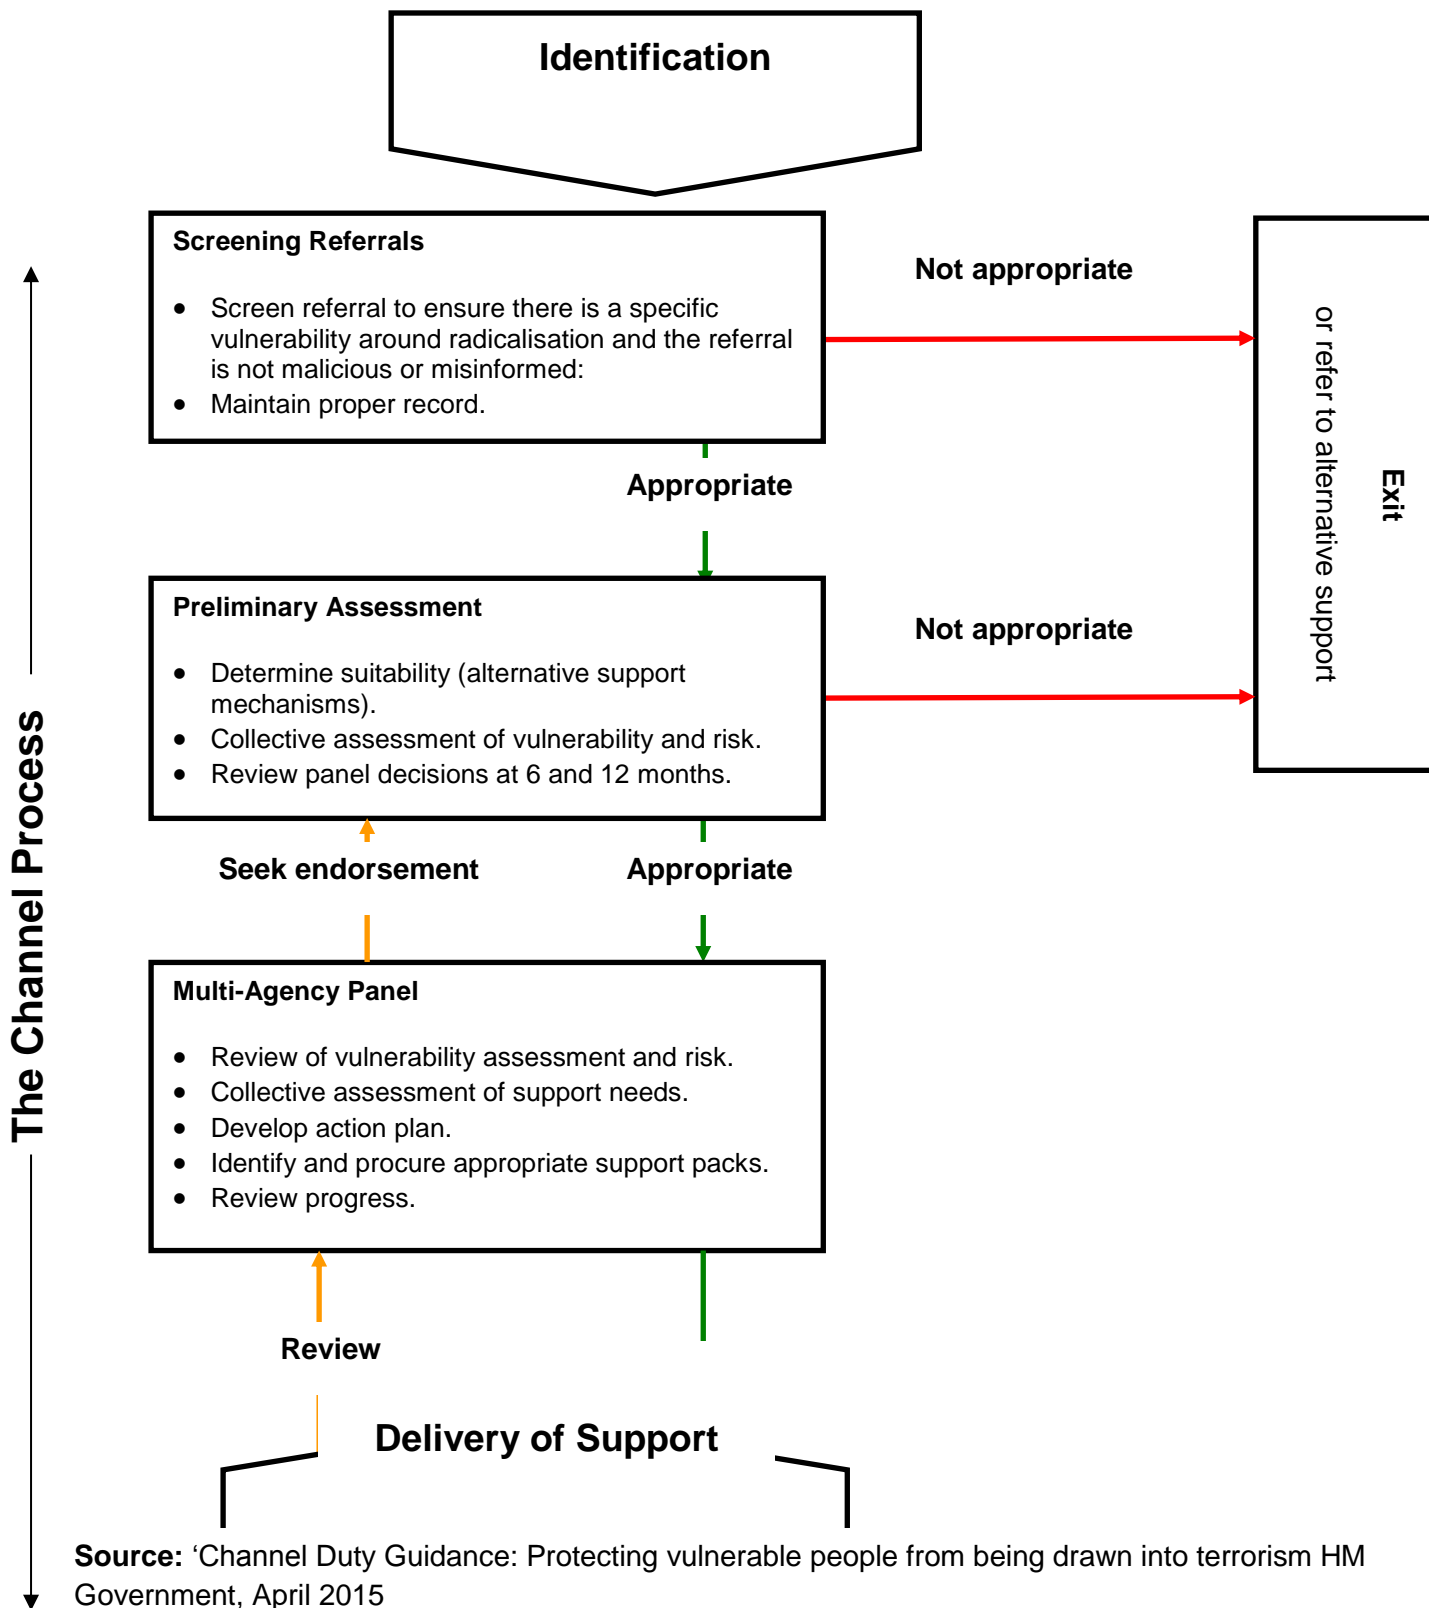 Identification
Screening Referrals
• Screen referral to ensure there is a specific
vulnerability around radicalisation and the referral
is not malicious or misinformed:
• Maintain proper record.
Not appropriate
Exit
or refer to alternative support
Appropriate
Preliminary Assessment
• Determine suitability (alternative support
mechanisms).
• Collective assessment of vulnerability and risk.
• Review panel decisions at 6 and 12 months.
Not appropriate
Seek endorsement
Appropriate
Multi-Agency Panel
• Review of vulnerability assessment and risk.
• Collective assessment of support needs.
• Develop action plan.
• Identify and procure appropriate support packs.
• Review progress.
Review
Delivery of Support
The Channel Process
Source: ‘Channel Duty Guidance: Protecting vulnerable people from being drawn into terrorism HM
Government, April 2015